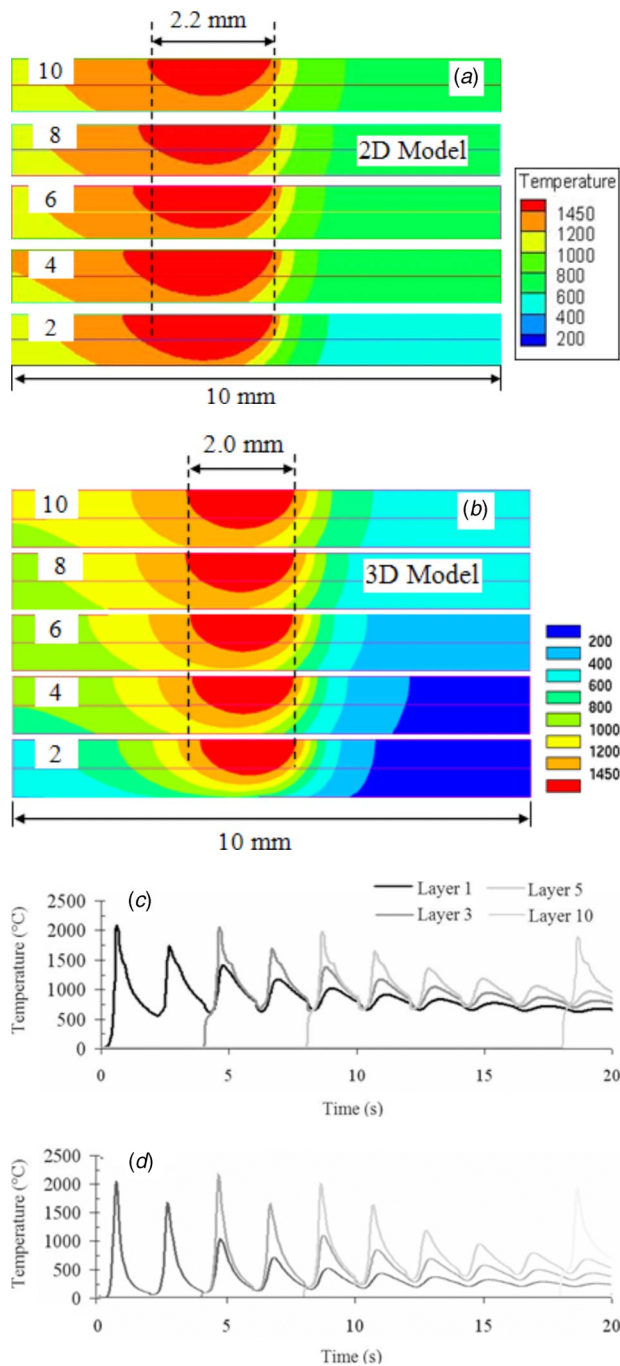 2.2 mm
10
(a)
8
2D Model
6
4
2
Temperature
1450
1200
1000
800
600
400
200
10 mm
2.0 mm
10
(b)
8
3D Model
6
4
2
200
400
600
800
1000
1200
1450
10 mm
(c)
Layer 1 Layer 5
Layer 3 Layer 10
Temperature (°C)
2500
2000
1500
1000
500
0
0 5 10 15 20
Time (s)
(d)
Temperature (°C)
2500
2000
1500
1000
500
0
0 5 10 15 20
Time (s)